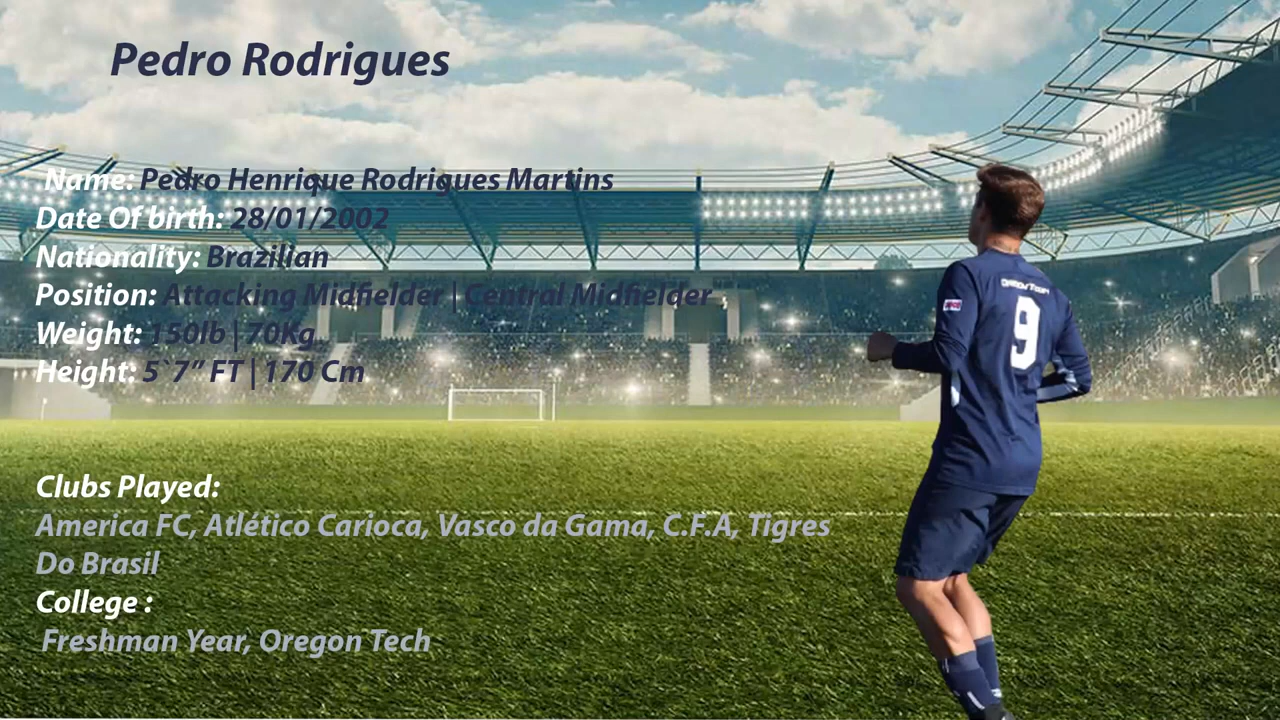 Pedro Rodrigues
Name: Pedro Henrique Rodrigues Martins
Date Of birth: 28/01/2002
Nationality: Brazilian
Position: Attacking Midfielder | Central Midfielder
Weight: 150lb | 70Kg
Height: 5`7” FT | 170 Cm
9
Clubs Played:
America FC, Atlético Carioca, Vasco da Gama, C.F.A, Tigres
Do Brasil
College :
Freshman Year, Oregon Tech